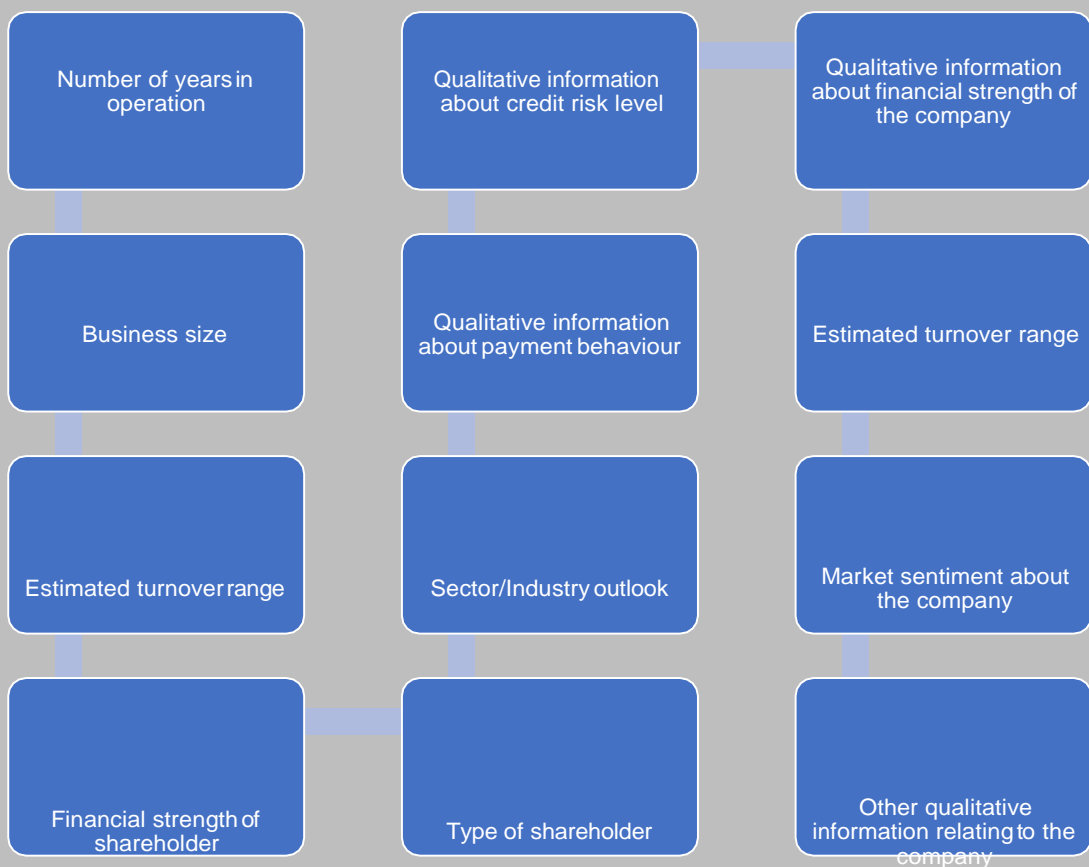 Number of years in
operation
Business size
Estimated turnover range
Financial strength of
shareholder
Type of shareholder
Sector/Industry outlook
Qualitative information
about payment behaviour
Qualitative information
about credit risk level
Qualitative information
about financial strength of
the company
Estimated turnover range
Market sentiment about
the company
Other qualitative
information relating to the
company